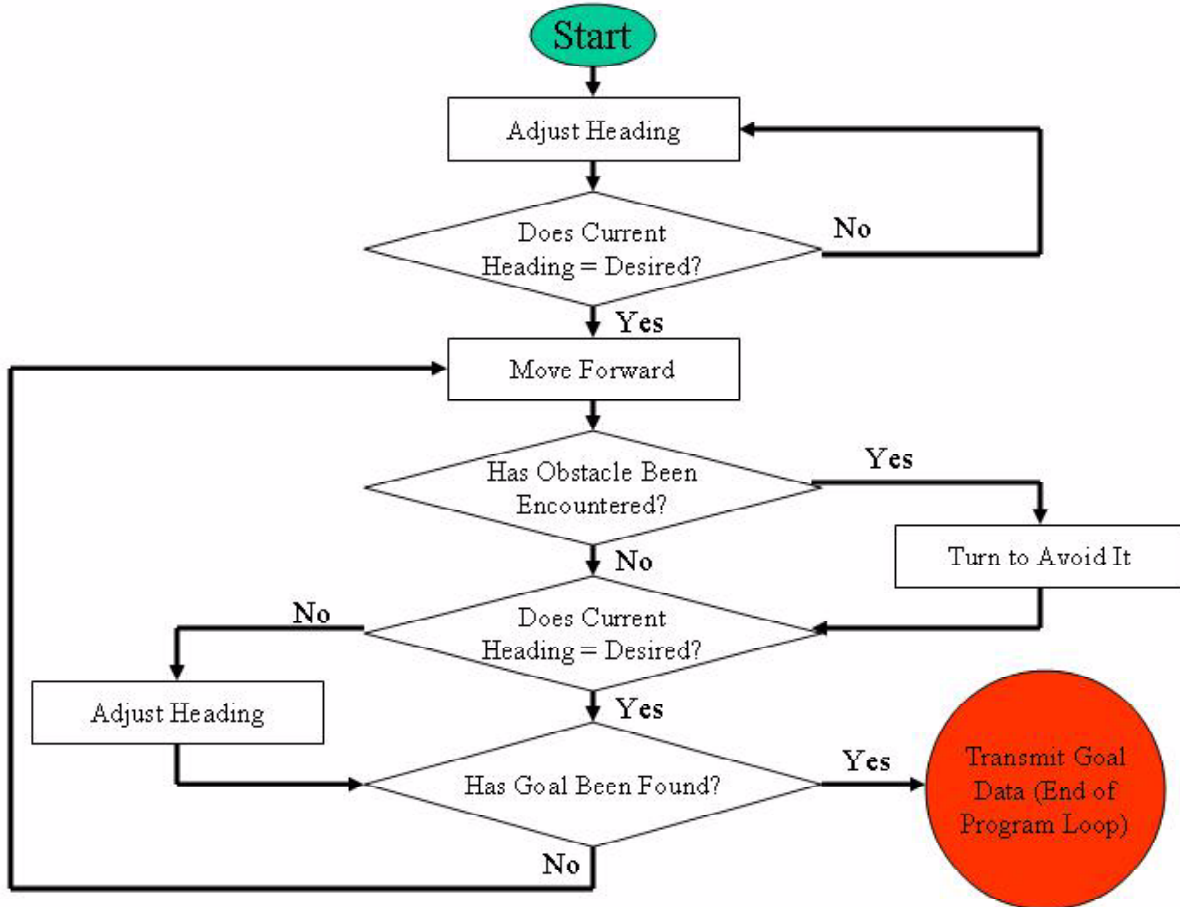 Start
Adjust Heading
Does Current
Heading = Desired?
No
Yes
Move Forward
Has Obstacle Been
Encountered?
Yes
Turn to Avoid It
No
Does Current
Heading = Desired?
No
Adjust Heading
Yes
Has Goal Been Found?
Yes
Transmit Goal
Data (End of
Program Loop)
No